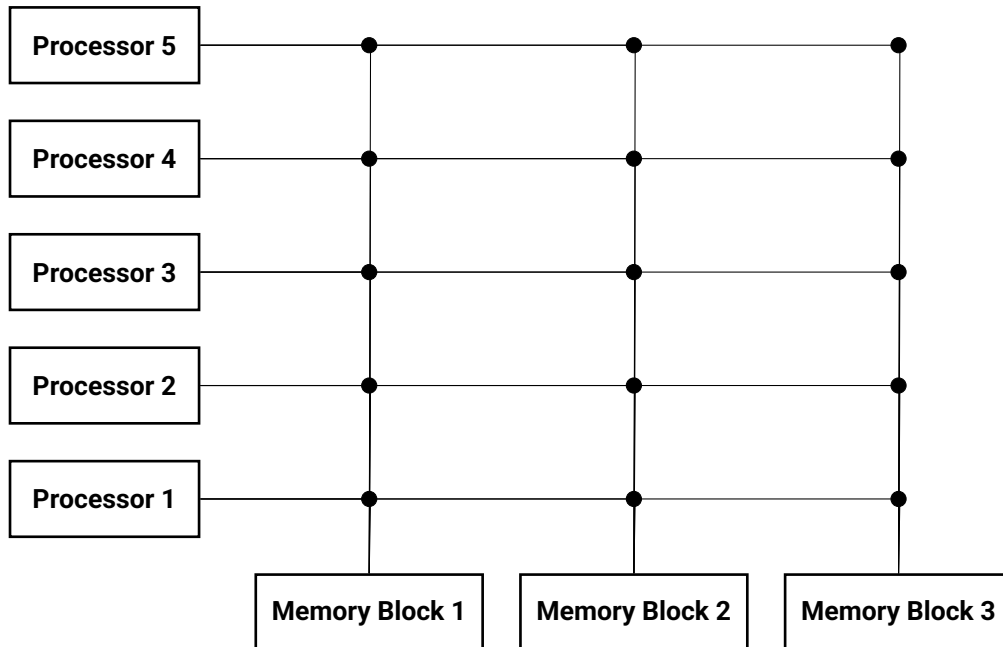 Processor 5
Processor 4
Processor 3
Processor 2
Processor 1
Memory Block 1
Memory Block 2
Memory Block 3